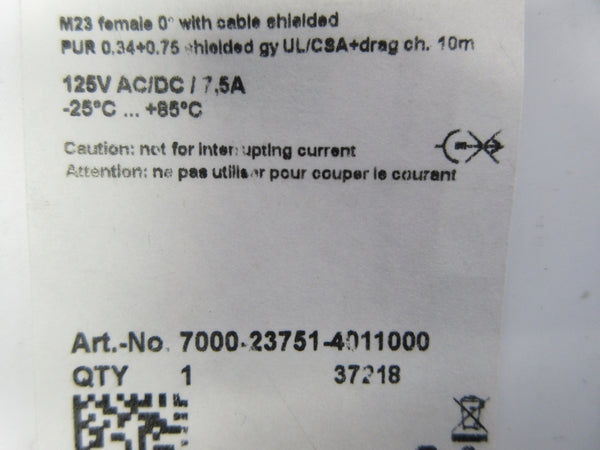 M23 female 0° with cable shielded
PUR 0.34+0.75 shielded gy UL/CSA+drag ch. 10m
125V AC/DC / 7,5A
-25°C ... +85°C
Caution: not for interrupting current
Attention: ne pas utiliser pour couper le courant
Art.-No. 7000-23751-4011000
QTY 1 37218